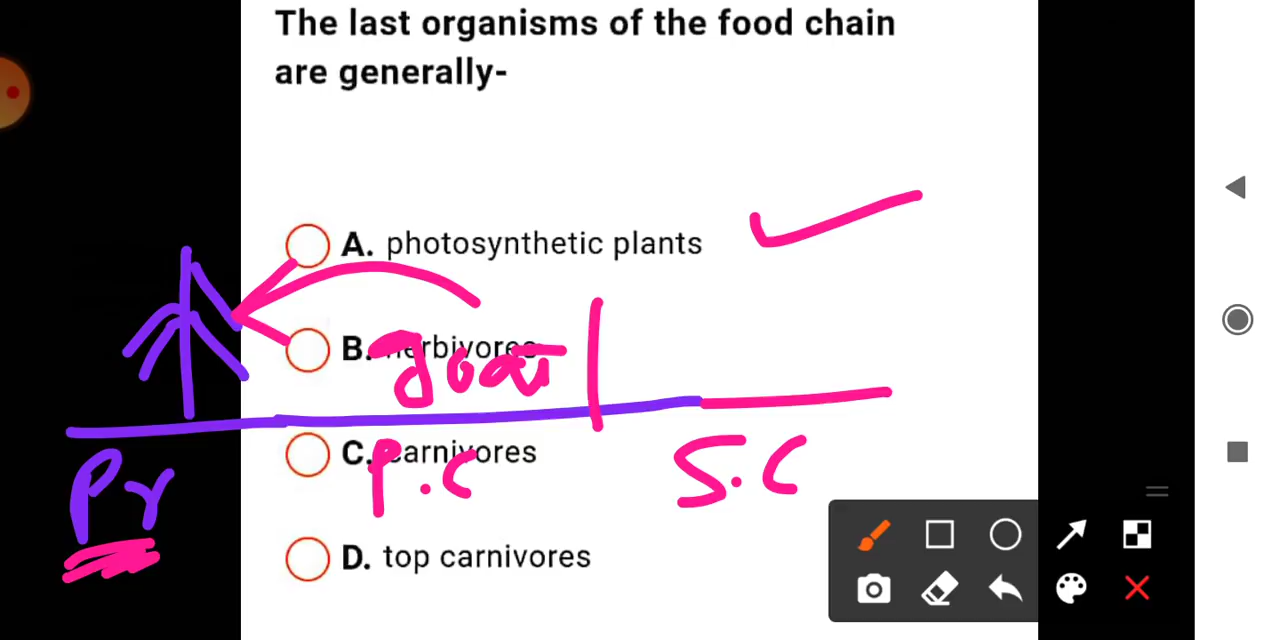 The last organisms of the food chain
are generally-
A. photosynthetic plants
B. herbivores
goat
C. carnivores
Pr
P.C
S.C
D. top carnivores